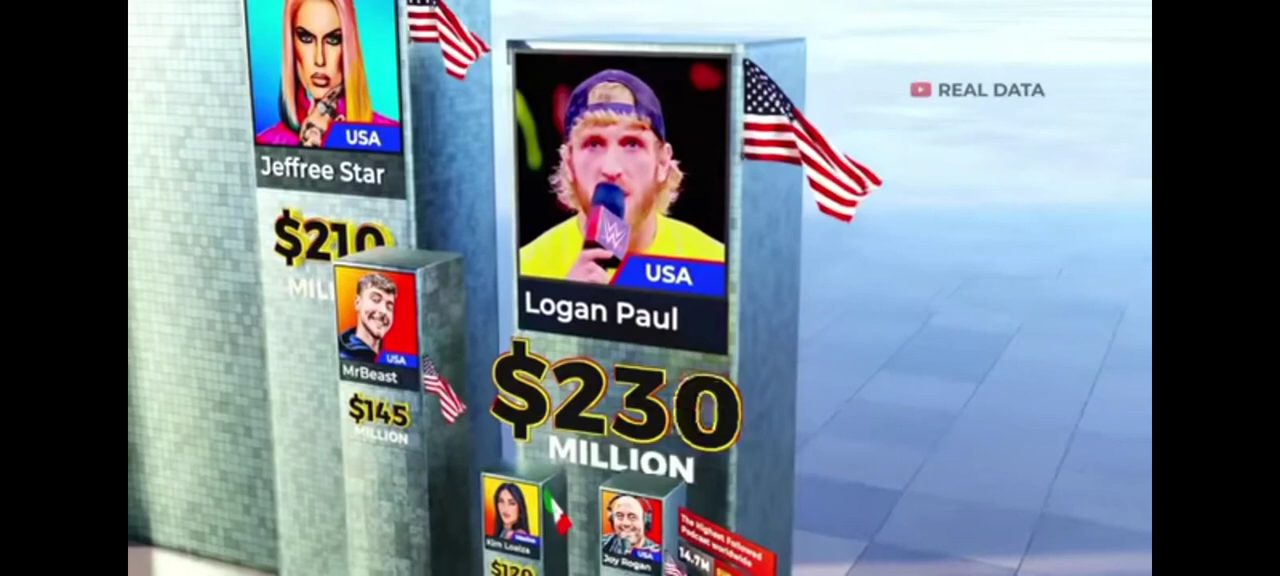 REAL DATA
USA
Jeffree Star
$210
USA
Logan Paul
$230
MILLION
USA
MrBeast
$145
MILLION
Kim Loaiza
$120
USA
Joy Rogan
The Highest Followed
Podcast worldwide
14.7M